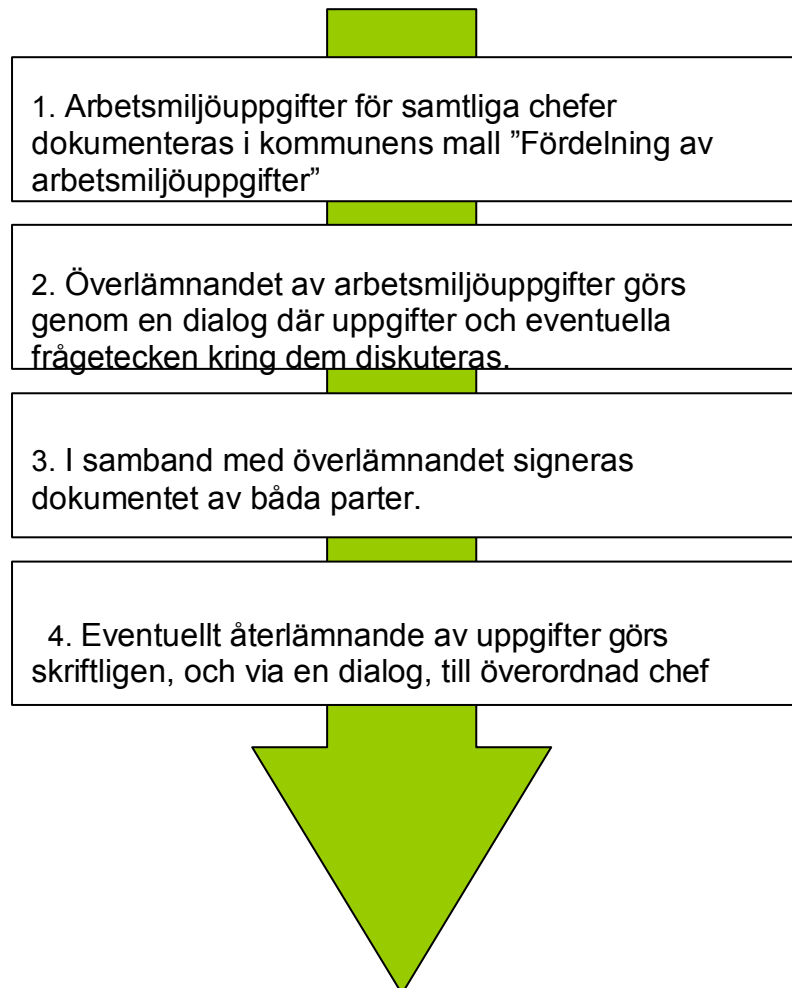 1. Arbetsmiljöuppgifter för samtliga chefer
dokumenteras i kommunens mall ”Fördelning av
arbetsmiljöuppgifter”
2. Överlämnandet av arbetsmiljöuppgifter görs
genom en dialog där uppgifter och eventuella
frågetecken kring dem diskuteras.
3. I samband med överlämnandet signeras
dokumentet av båda parter.
4. Eventuellt återlämnande av uppgifter görs
skriftligen, och via en dialog, till överordnad chef